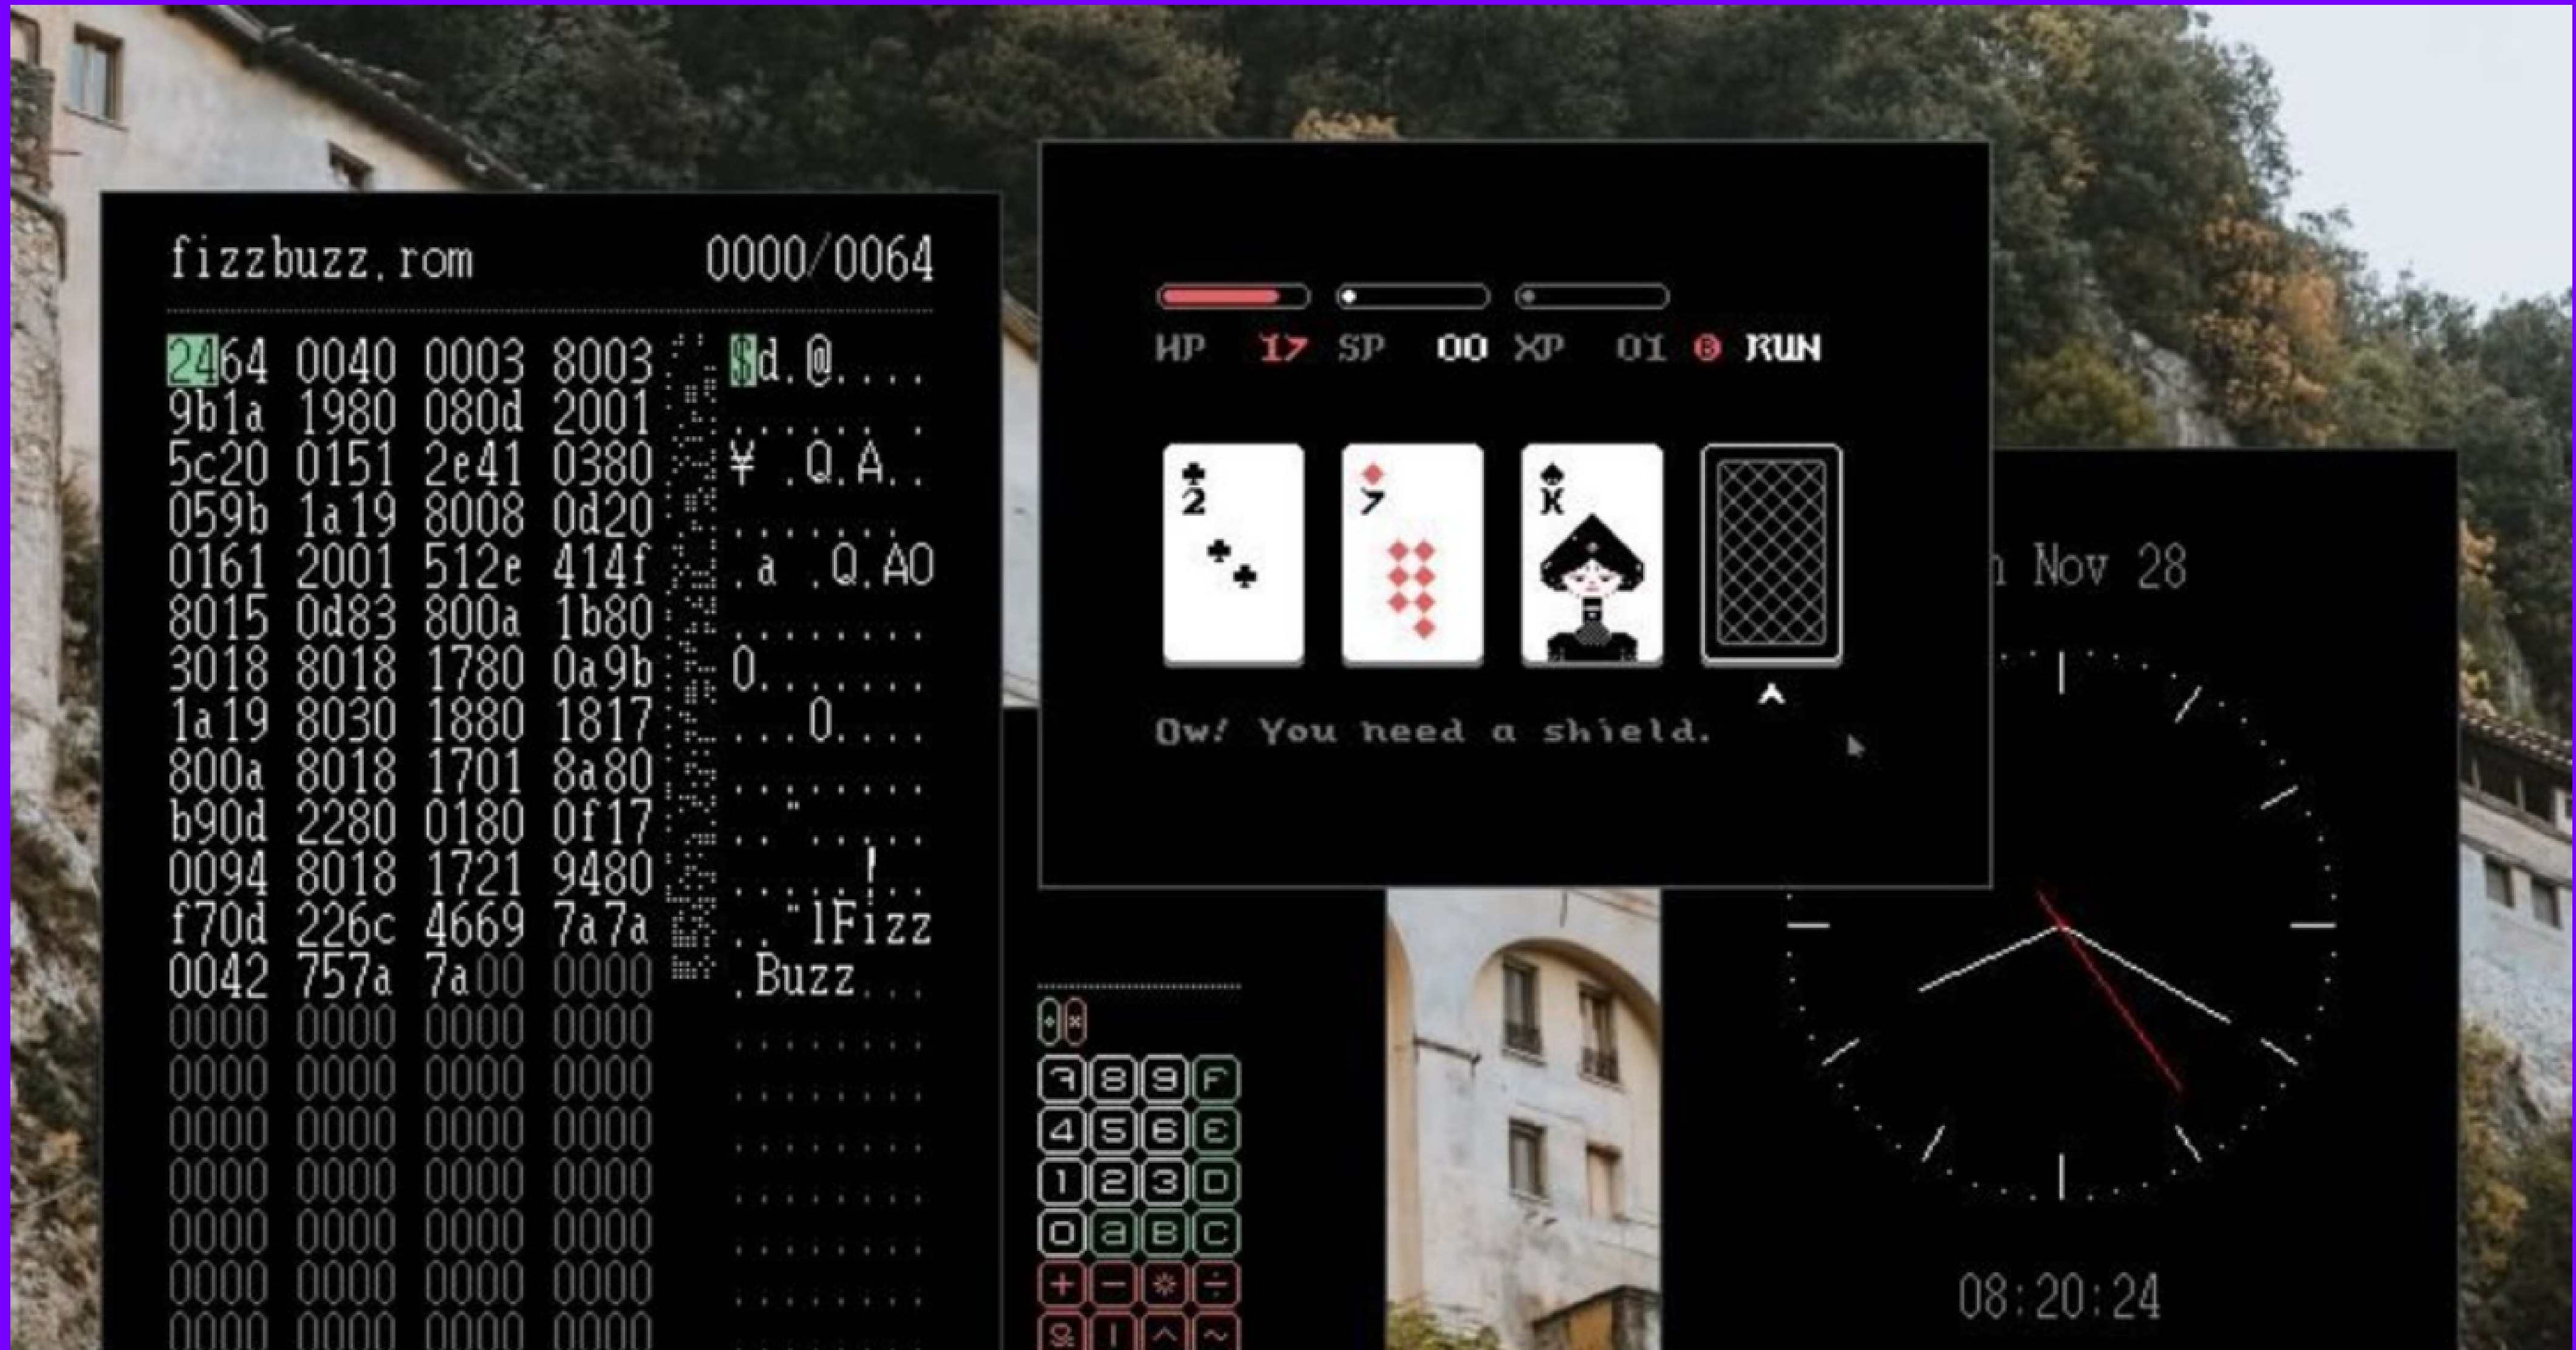 fizzbuzz.rom 0000/0064
2464 0040 0003 8003 $d.@....
9b1a 1980 080d 2001 ........
5c20 0151 2e41 0380 ¥ .Q.A..
059b 1a19 8008 0d20 .......
0161 2001 512e 414f .a .Q.AO
8015 0d83 800a 1b80 ........
3018 8018 1780 0a9b 0.......
1a19 8030 1880 1817 ...0....
800a 8018 1701 8a80 ........
b90d 2280 0180 0f17 ..".....
0094 8018 1721 9480 .....!..
f70d 226c 4669 7a7a .."lFizz
0042 757a 7a00 0000 .Buzz...
0000 0000 0000 0000 ........
0000 0000 0000 0000 ........
0000 0000 0000 0000 ........
0000 0000 0000 0000 ........
0000 0000 0000 0000 ........
0000 0000 0000 0000 ........
0000 0000 0000 0000
HP 17 SP 00 XP 01 B RUN
2 7 K
Ow! You need a shield.
7 8 9 F
4 5 6 E
1 2 3 D
0 a B C
+ - * ÷
& | ^ ~
Nov 28
08:20:24